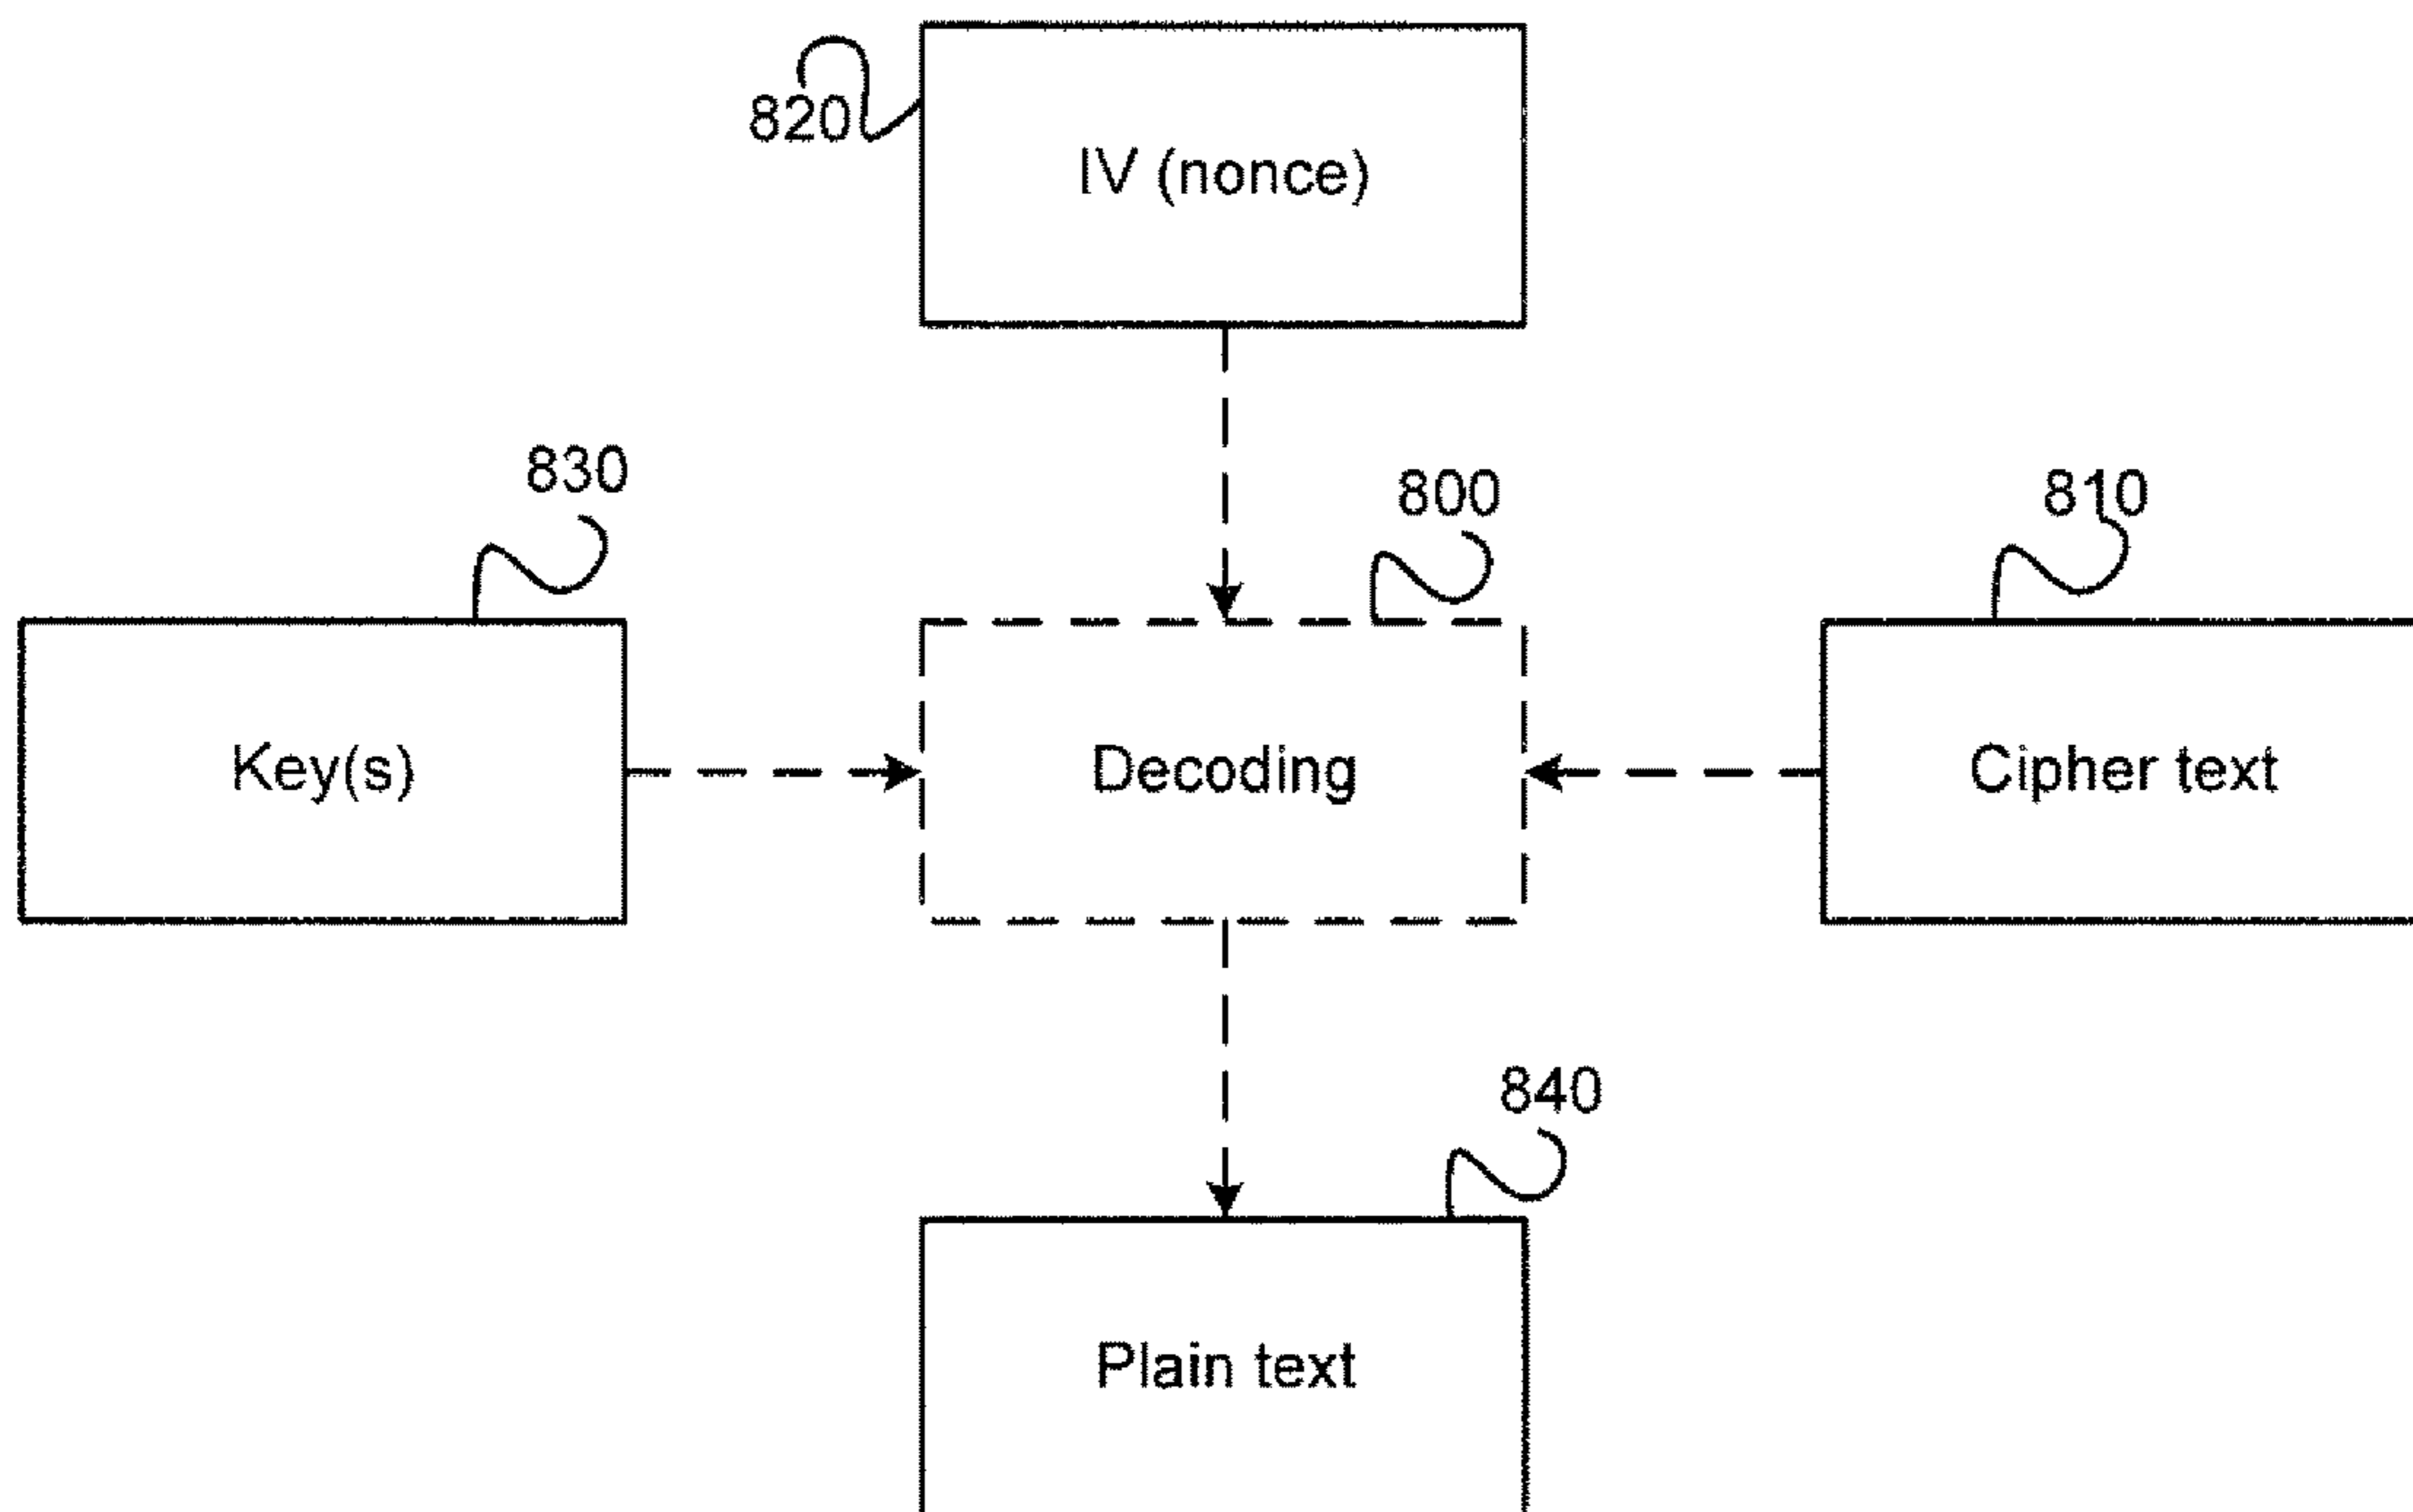 820
IV (nonce)
830
800
810
Key(s)
Decoding
Cipher text
840
Plain text